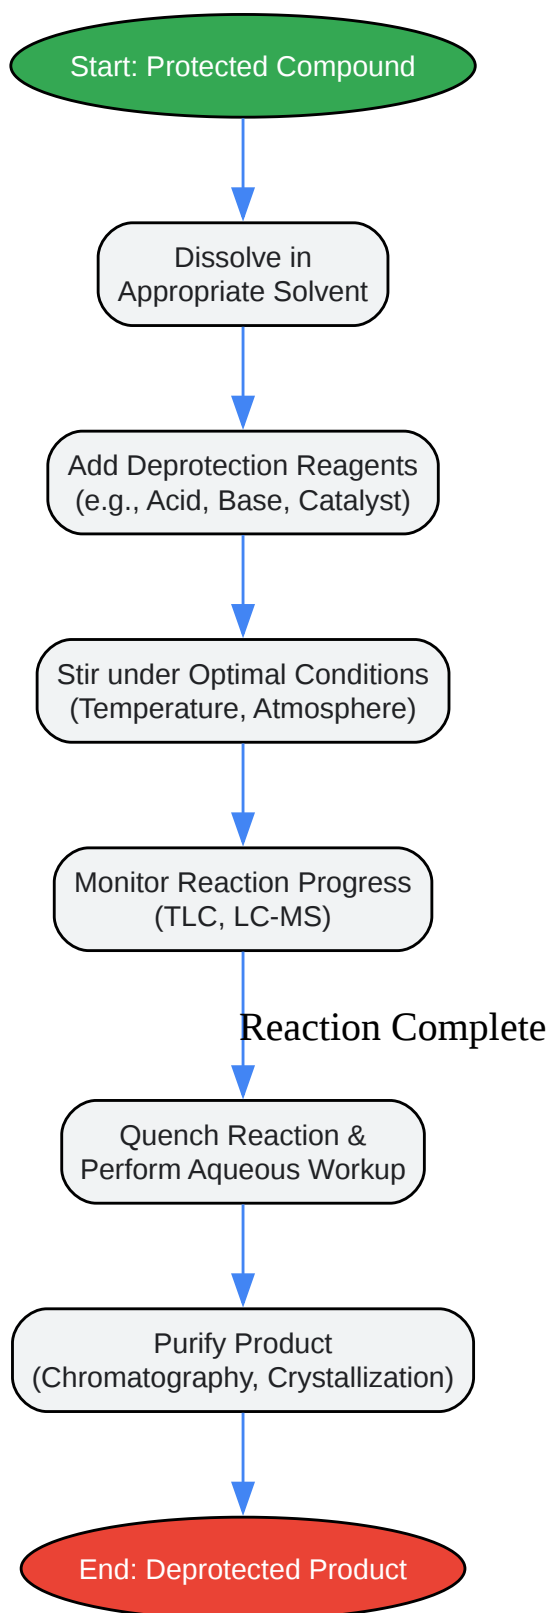 Start: Protected Compound
Dissolve in
Appropriate Solvent
Add Deprotection Reagents
(e.g., Acid, Base, Catalyst)
Stir under Optimal Conditions
(Temperature, Atmosphere)
Monitor Reaction Progress
(TLC, LC-MS)
Reaction Complete
Quench Reaction &
Perform Aqueous Workup
Purify Product
(Chromatography, Crystallization)
End: Deprotected Product